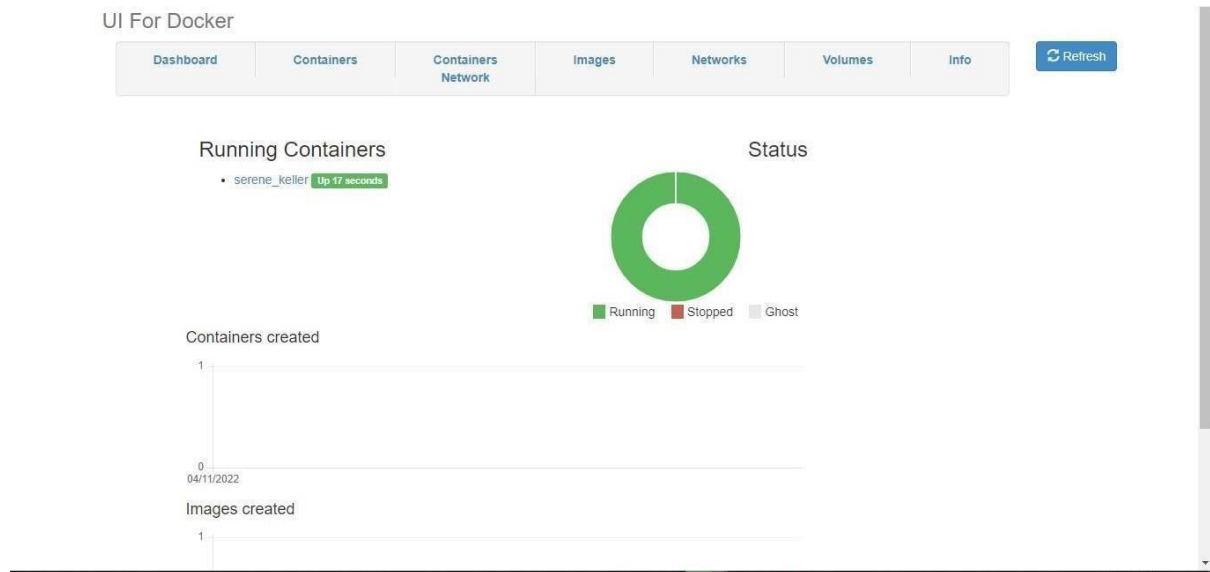 UI For Docker
Dashboard
Containers
Containers
Network
Images
Networks
Volumes
Info
Refresh
Running Containers
serene_keller Up 17 seconds
Status
Running Stopped Ghost
Containers created
1
0
04/11/2022
Images created
1